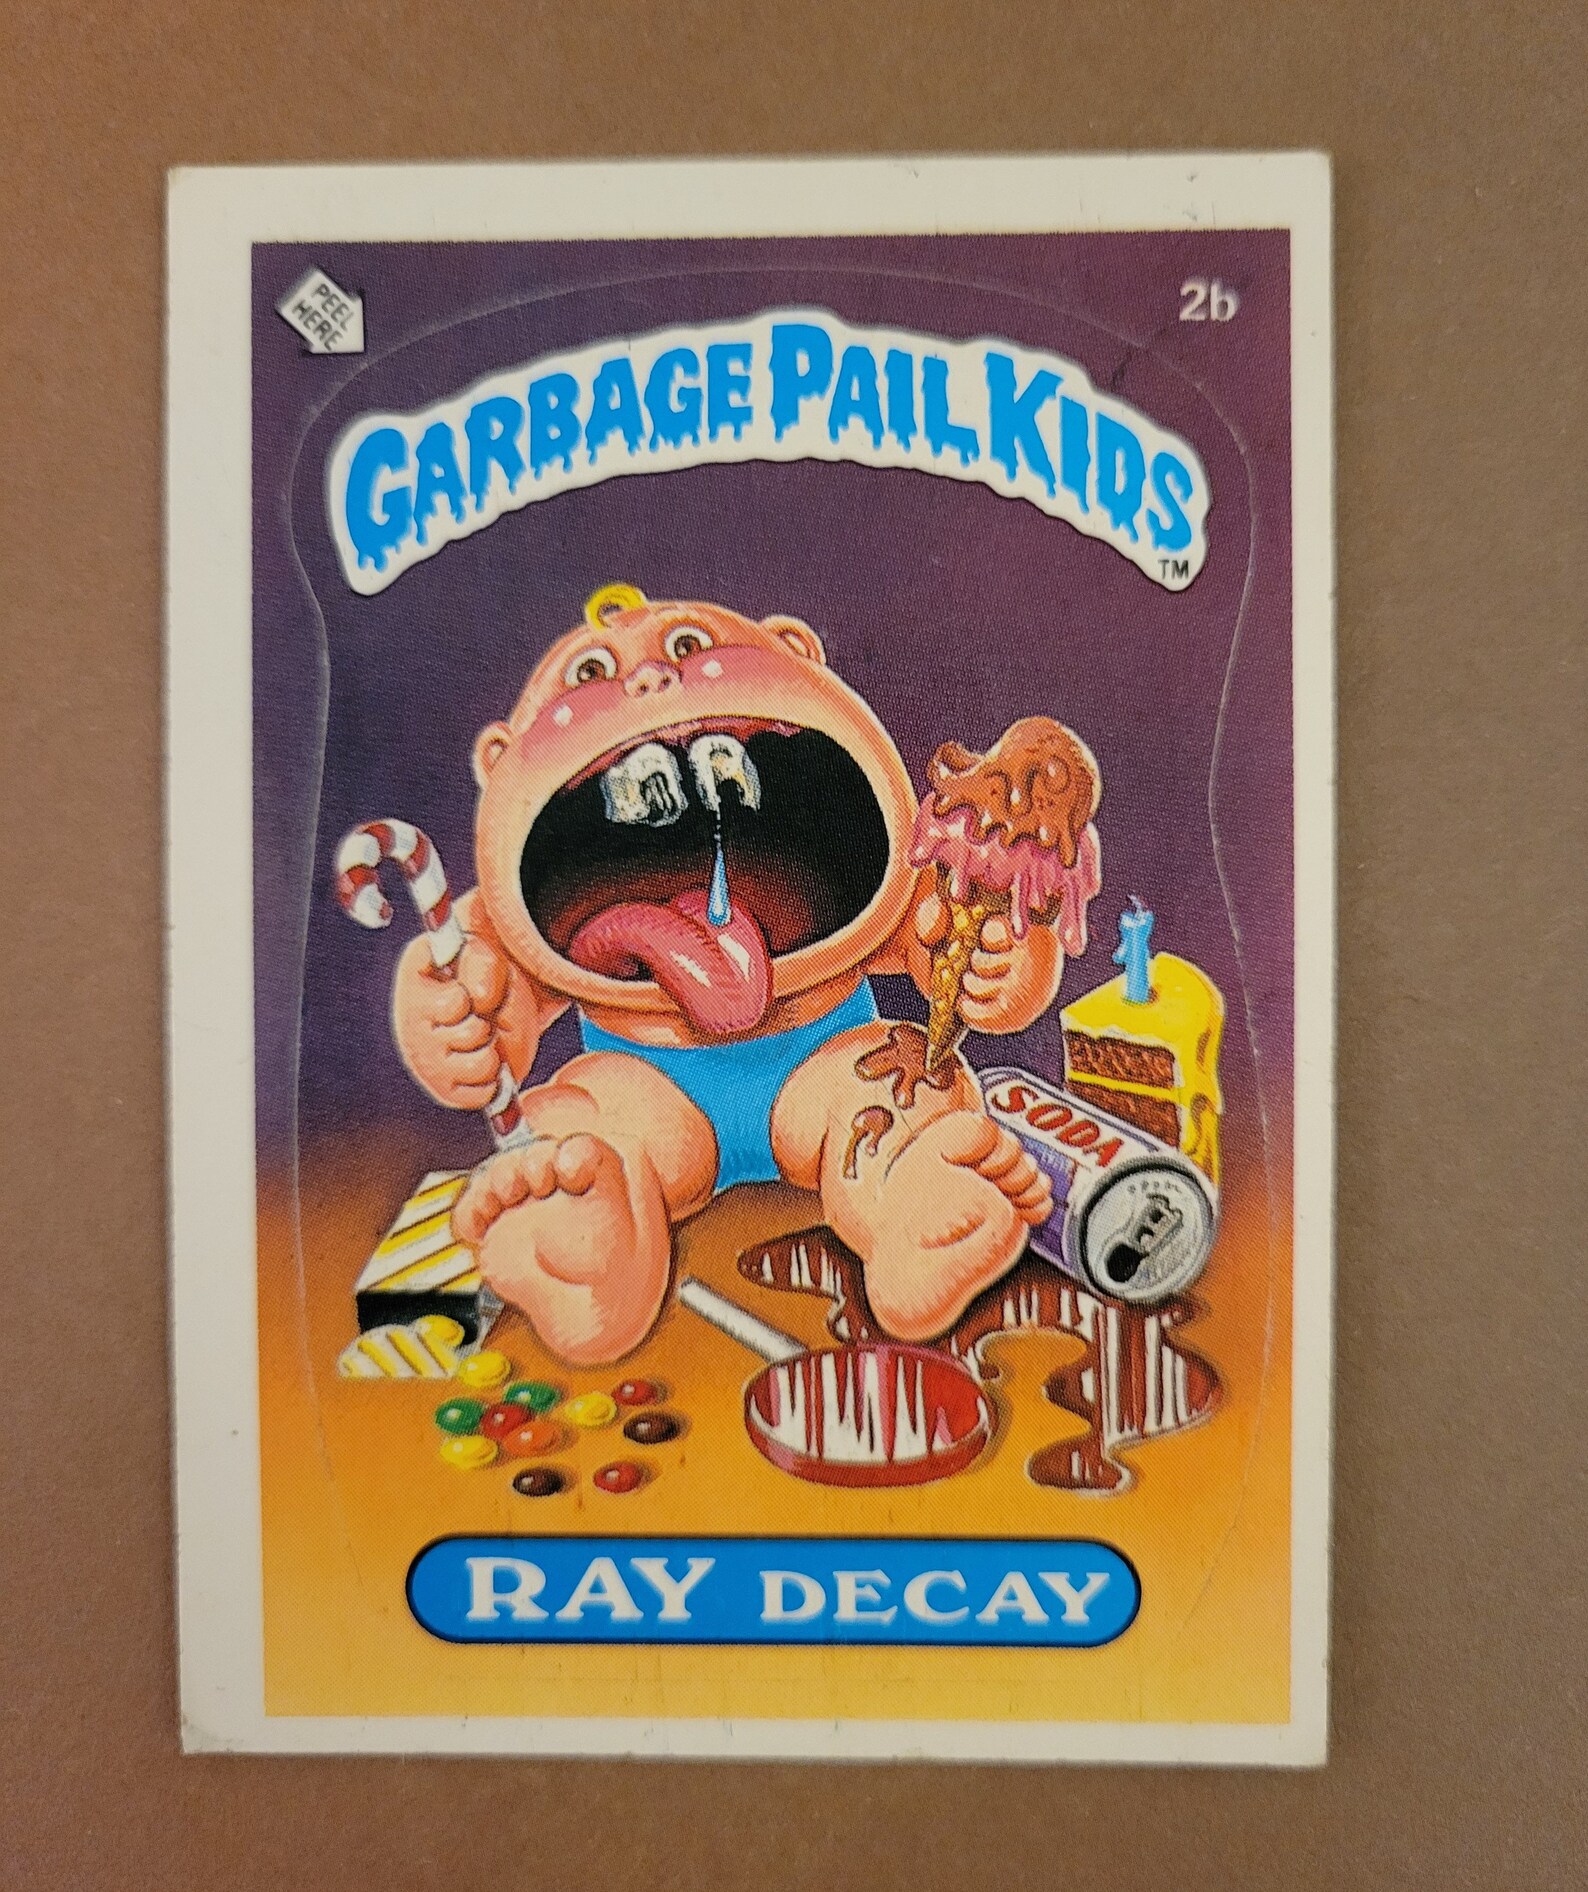 PEEL
HERE
2b
GARBAGE PAIL KIDS
TM
SODA
RAY DECAY